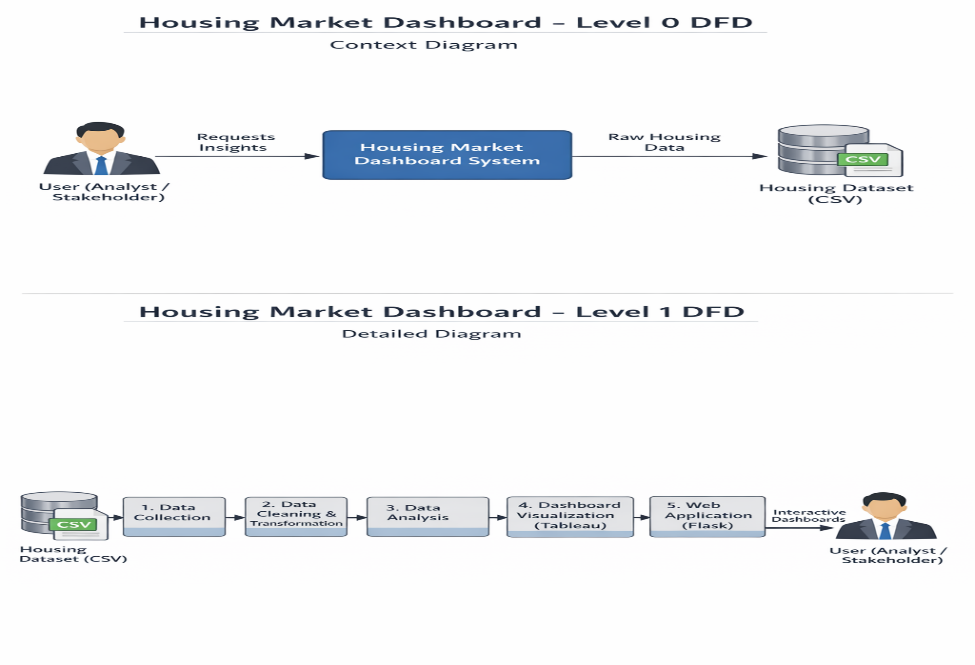 Housing Market Dashboard – Level 0 DFD
Context Diagram
Requests
Insights
Housing Market
Dashboard System
Raw Housing
Data
CSV
User (Analyst /
Stakeholder)
Housing Dataset
(CSV)
Housing Market Dashboard – Level 1 DFD
Detailed Diagram
CSV
Housing
Dataset (CSV)
1. Data
Collection
2. Data
Cleaning &
Transformation
3. Data
Analysis
4. Dashboard
Visualization
(Tableau)
5. Web
Application
(Flask)
Interactive
Dashboards
User (Analyst /
Stakeholder)